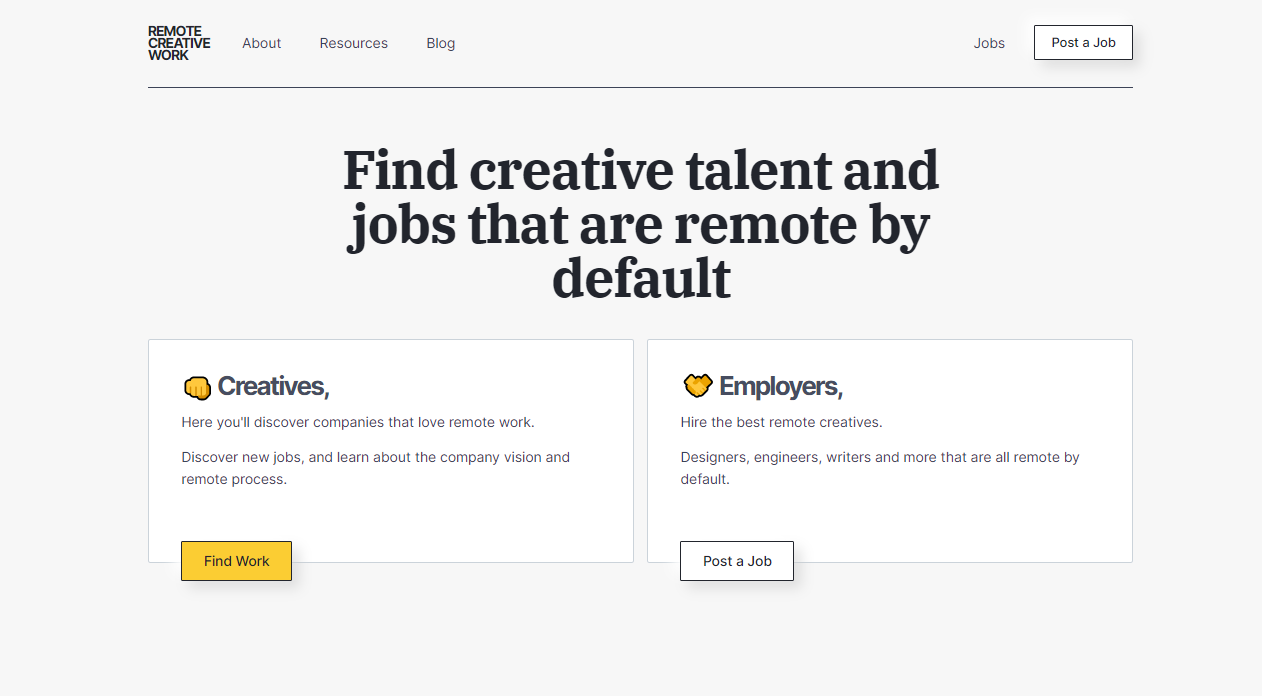 REMOTE
CREATIVE
WORK
About
Resources
Blog
Jobs
Post a Job
Find creative talent and
jobs that are remote by
default
Creatives,
Here you'll discover companies that love remote work.
Discover new jobs, and learn about the company vision and
remote process.
Find Work
Employers,
Hire the best remote creatives.
Designers, engineers, writers and more that are all remote by
default.
Post a Job